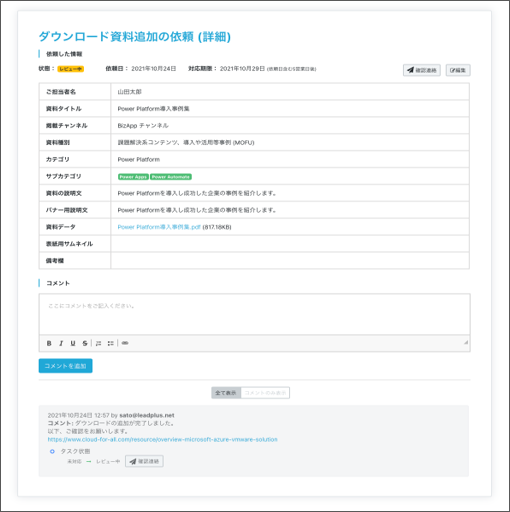 ダウンロード資料追加の依頼 (詳細)
依頼した情報
状態： レビュー中 依頼日： 2021年10月24日 対応期限： 2021年10月29日 (依頼日含む5営業日後) 確認連絡 編集
ご担当者名 山田太郎
資料タイトル Power Platform導入事例集
掲載チャンネル BizApp チャンネル
資料種別 課題解決系コンテンツ、導入や活用等事例 (MOFU)
カテゴリ Power Platform
サブカテゴリ Power Apps Power Automate
資料の説明文 Power Platformを導入し成功した企業の事例を紹介します。
バナー用説明文 Power Platformを導入し成功した企業の事例を紹介します。
資料データ Power Platform導入事例集.pdf (817.18KB)
表紙用サムネイル
備考欄
コメント
ここにコメントをご記入ください。
B I U S
コメントを追加
全て表示 コメントのみ表示
2021年10月24日 12:57 by sato@leadplus.net
コメント: ダウンロードの追加が完了しました。
以下、ご確認をお願いします。
https://www.cloud-for-all.com/resource/overview-microsoft-azure-vmware-solution
タスク状態
未対応 → レビュー中 確認連絡